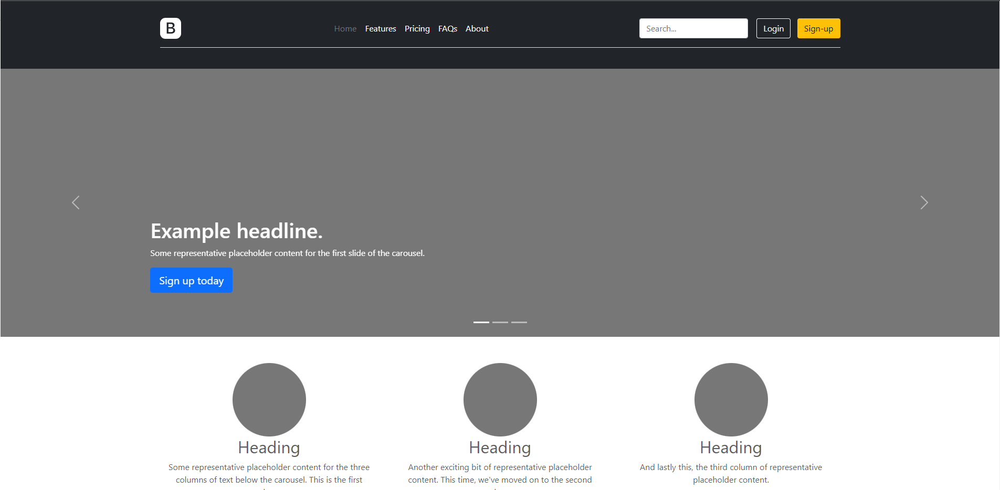 B
Home Features Pricing FAQs About
Search...
Login
Sign-up
Example headline.
Some representative placeholder content for the first slide of the carousel.
Sign up today
Heading
Some representative placeholder content for the three
columns of text below the carousel. This is the first
Heading
Another exciting bit of representative placeholder
content. This time, we've moved on to the second
Heading
And lastly this, the third column of representative
placeholder content.